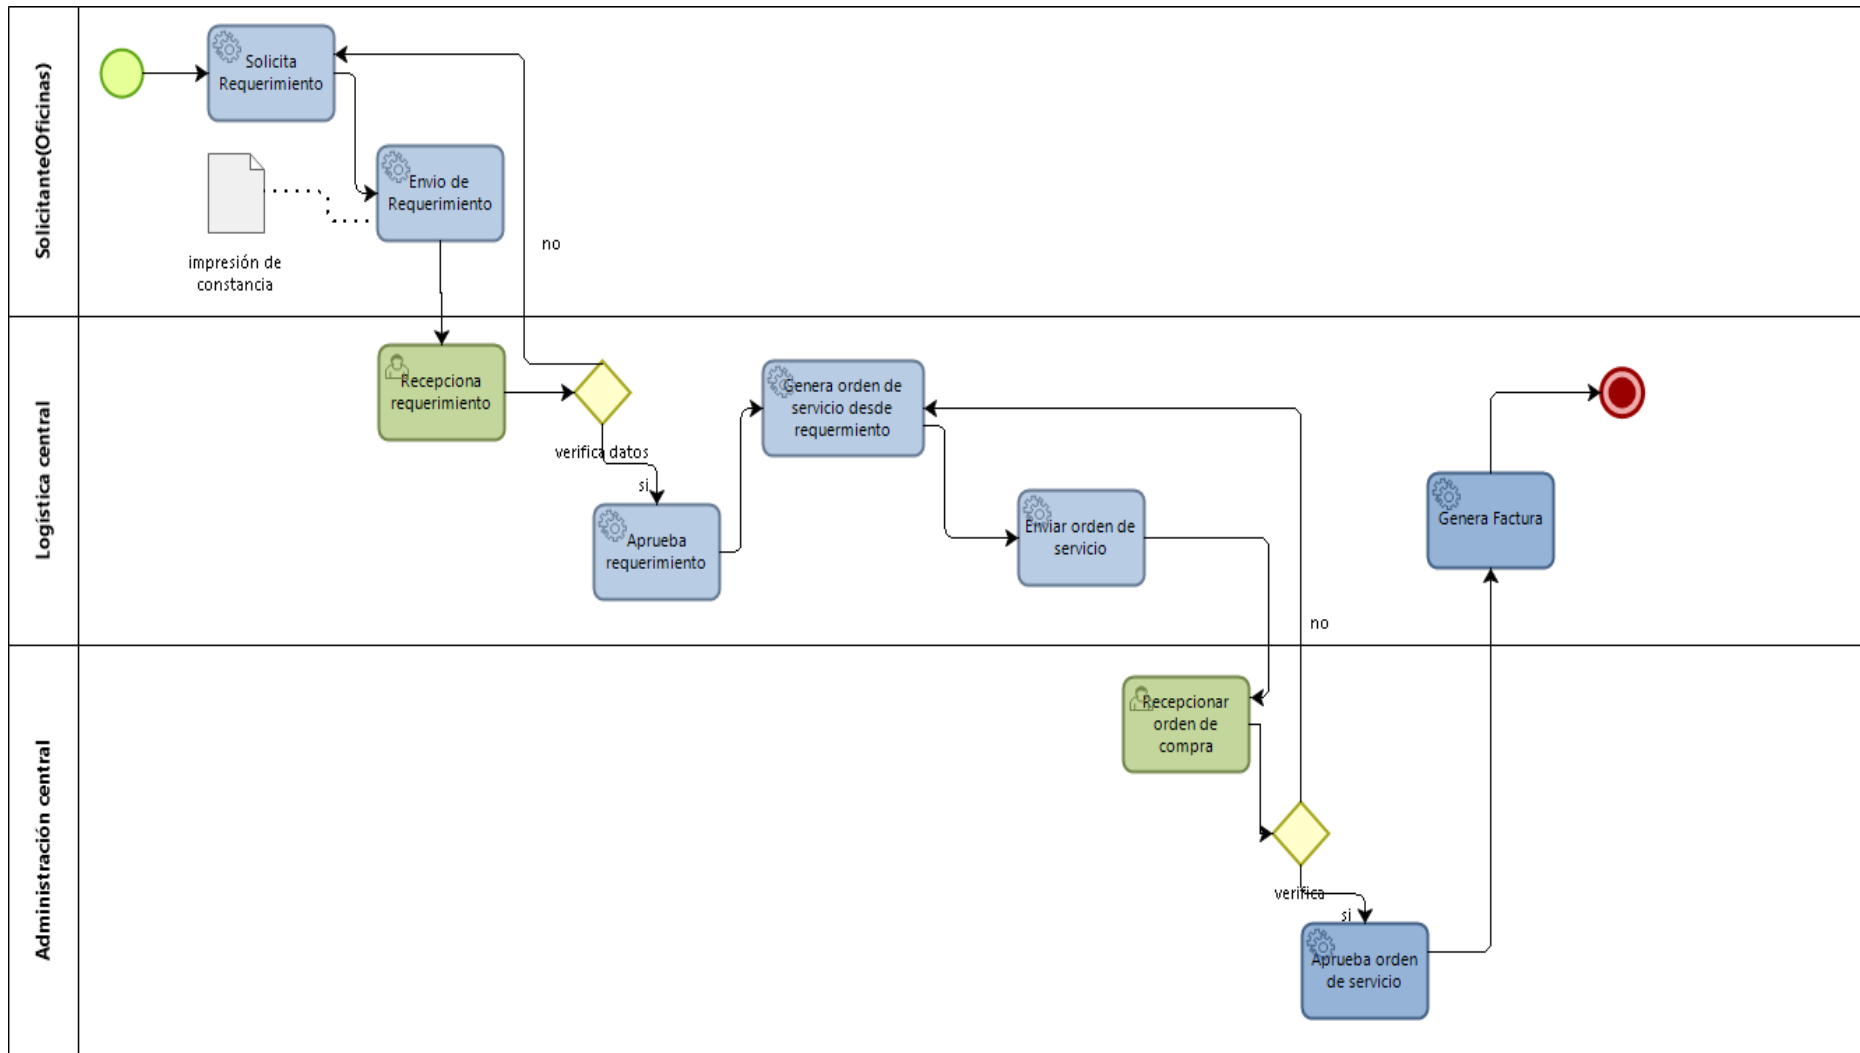 Solicitante(Oficinas)
Solicita
Requerimiento
Envio de
Requerimiento
impresión de
constancia
no
Logística central
Recepciona
requerimiento
verifica datos
si
Aprueba
requerimiento
Genera orden de
servicio desde
requermiento
Enviar orden de
servicio
Genera Factura
no
Administración central
Recepcionar
orden de
compra
verifica
si
Aprueba orden
de servicio